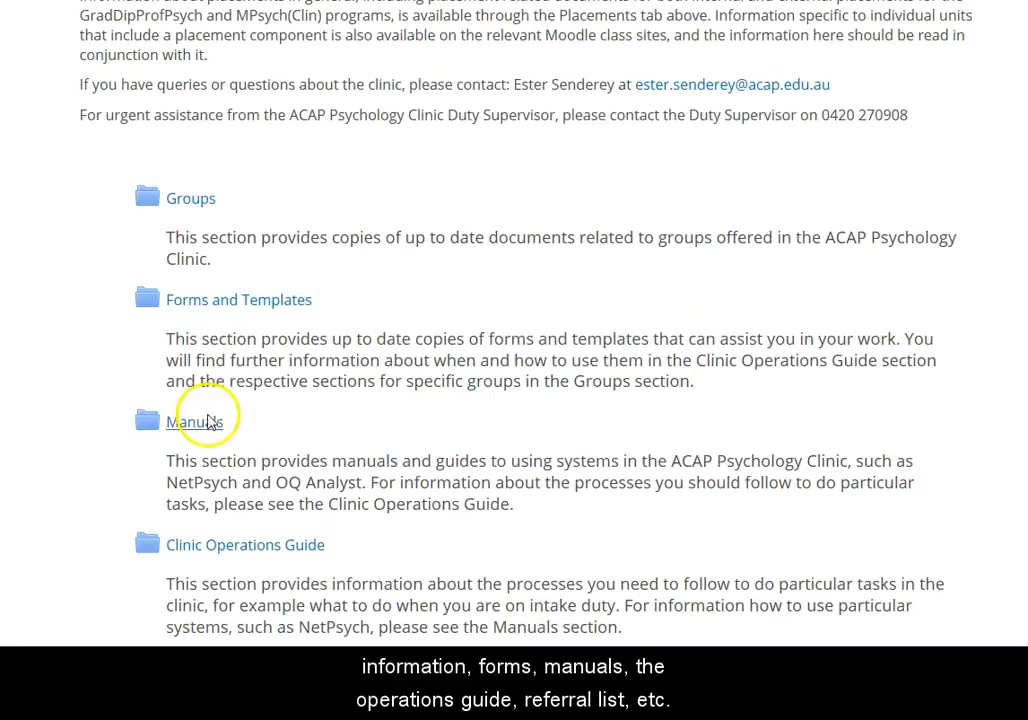 information about placements in general, including placement related documents for both internal and external placements for the
GradDipProfPsych and MPsych(Clin) programs, is available through the Placements tab above. Information specific to individual units
that include a placement component is also available on the relevant Moodle class sites, and the information here should be read in
conjunction with it.
If you have queries or questions about the clinic, please contact: Ester Senderey at ester.senderey@acap.edu.au
For urgent assistance from the ACAP Psychology Clinic Duty Supervisor, please contact the Duty Supervisor on 0420 270908
Groups
This section provides copies of up to date documents related to groups offered in the ACAP Psychology
Clinic.
Forms and Templates
This section provides up to date copies of forms and templates that can assist you in your work. You
will find further information about when and how to use them in the Clinic Operations Guide section
and the respective sections for specific groups in the Groups section.
Manuals
This section provides manuals and guides to using systems in the ACAP Psychology Clinic, such as
NetPsych and OQ Analyst. For information about the processes you should follow to do particular
tasks, please see the Clinic Operations Guide.
Clinic Operations Guide
This section provides information about the processes you need to follow to do particular tasks in the
clinic, for example what to do when you are on intake duty. For information how to use particular
systems, such as NetPsych, please see the Manuals section.
information, forms, manuals, the
operations guide, referral list, etc.